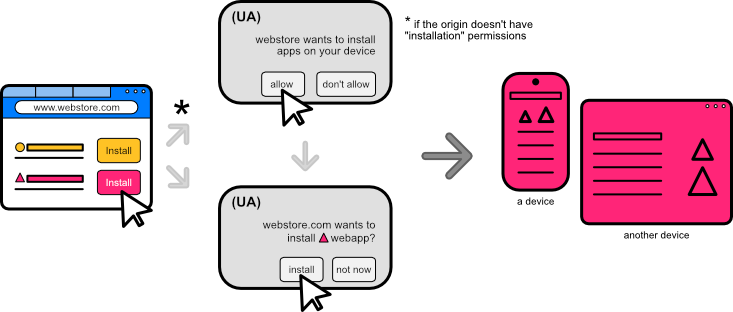 www.webstore.com
Install
Install
*
(UA)
webstore wants to install
apps on your device
allow
don't allow
* if the origin doesn't have
"installation" permissions
(UA)
webstore.com wants to
install webapp?
install
not now
a device
another device